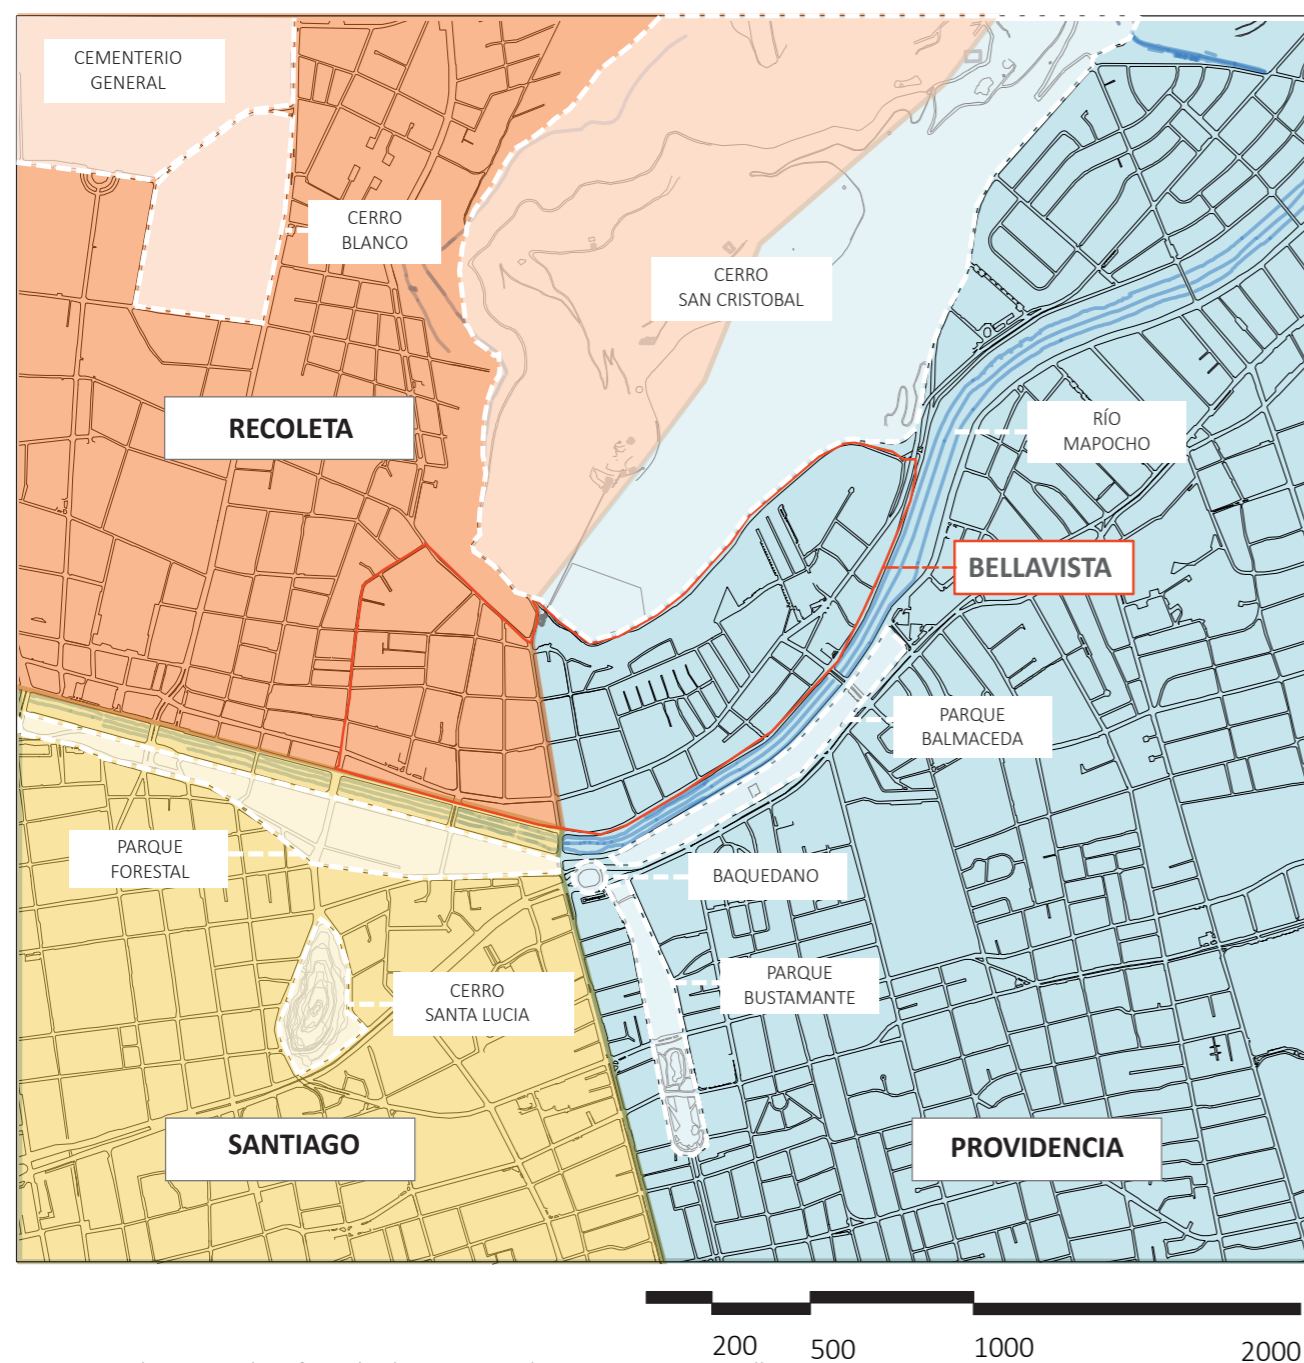 CEMENTERIO
GENERAL
CERRO
BLANCO
CERRO
SAN CRISTOBAL
RECOLETA
RÍO
MAPOCHO
BELLAVISTA
PARQUE
BALMACEDA
PARQUE
FORESTAL
BAQUEDANO
PARQUE
BUSTAMANTE
CERRO
SANTA LUCIA
SANTIAGO
PROVIDENCIA
200 500 1000 2000